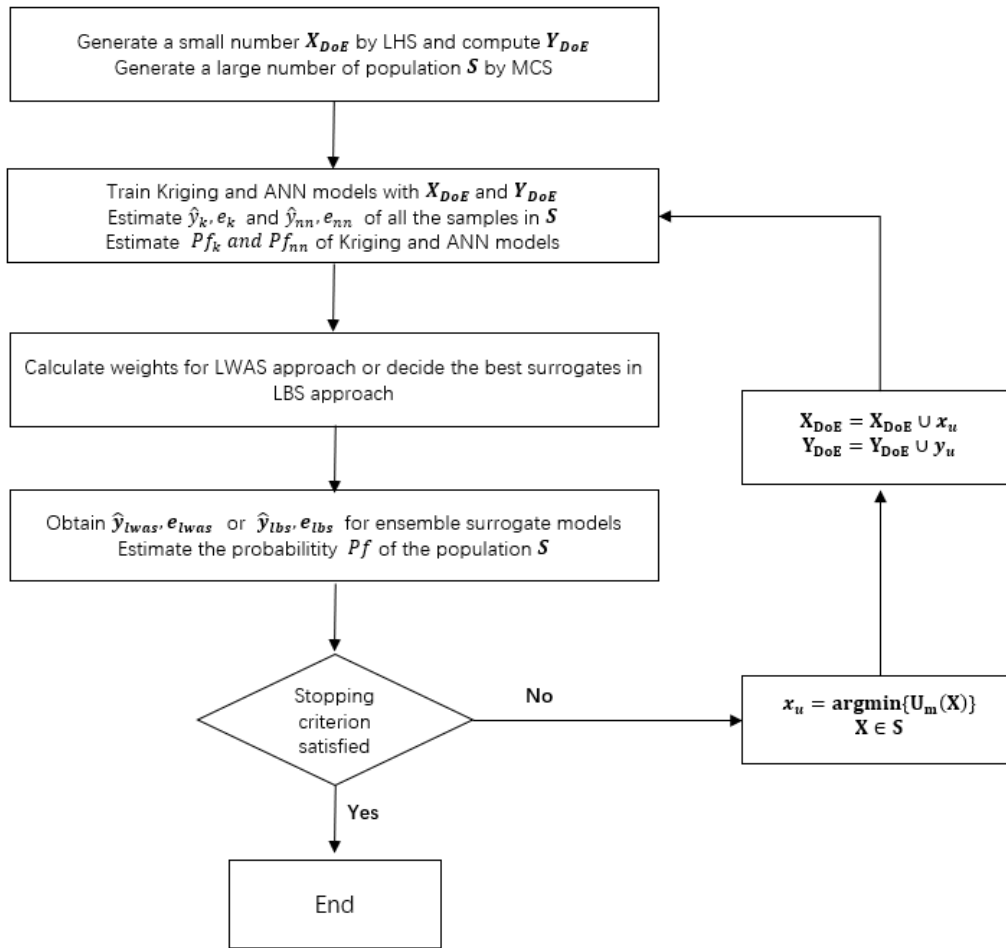 Generate a small number X_DoE by LHS and compute Y_DoE
Generate a large number of population S by MCS
Train Kriging and ANN models with X_DoE and Y_DoE
Estimate ŷ_k, e_k and ŷ_nn, e_nn of all the samples in S
Estimate Pf_k and Pf_nn of Kriging and ANN models
Calculate weights for LWAS approach or decide the best surrogates in
LBS approach
Obtain ŷ_lwas, e_lwas or ŷ_lbs, e_lbs for ensemble surrogate models
Estimate the probabilitity Pf of the population S
Stopping
criterion
satisfied
No
x_u = argmin{U_m(X)}
X ∈ S
X_DoE = X_DoE ∪ x_u
Y_DoE = Y_DoE ∪ y_u
Yes
End